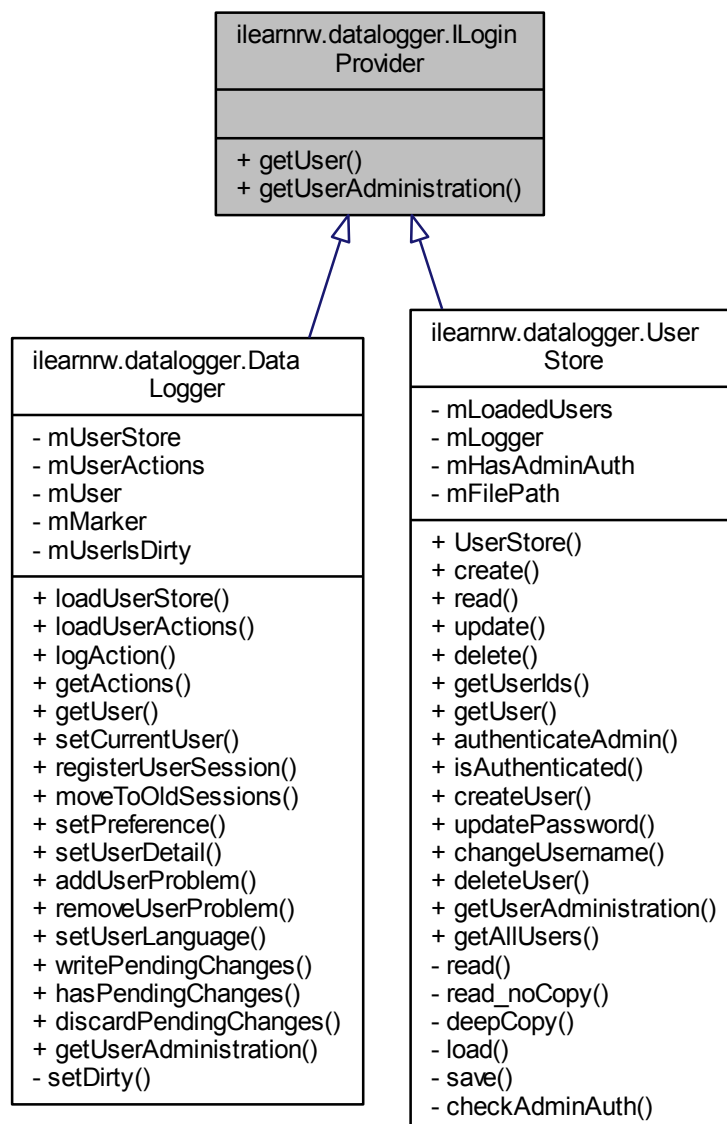 ilearnrw.datalogger.ILogin
Provider
+ getUser()
+ getUserAdministration()
ilearnrw.datalogger.Data
Logger
- mUserStore
- mUserActions
- mUser
- mMarker
- mUserIsDirty
+ loadUserStore()
+ loadUserActions()
+ logAction()
+ getActions()
+ getUser()
+ setCurrentUser()
+ registerUserSession()
+ moveToOldSessions()
+ setPreference()
+ setUserDetail()
+ addUserProblem()
+ removeUserProblem()
+ setUserLanguage()
+ writePendingChanges()
+ hasPendingChanges()
+ discardPendingChanges()
+ getUserAdministration()
- setDirty()
ilearnrw.datalogger.User
Store
- mLoadedUsers
- mLogger
- mHasAdminAuth
- mFilePath
+ UserStore()
+ create()
+ read()
+ update()
+ delete()
+ getUserIds()
+ getUser()
+ authenticateAdmin()
+ isAuthenticated()
+ createUser()
+ updatePassword()
+ changeUsername()
+ deleteUser()
+ getUserAdministration()
+ getAllUsers()
- read()
- read_noCopy()
- deepCopy()
- load()
- save()
- checkAdminAuth()